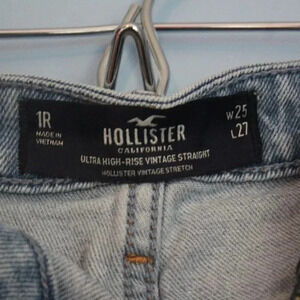 1R
MADE IN
VIETNAM
HOLLISTER
CALIFORNIA
ULTRA HIGH-RISE VINTAGE STRAIGHT
HOLLISTER VINTAGE STRETCH
W 25
L 27